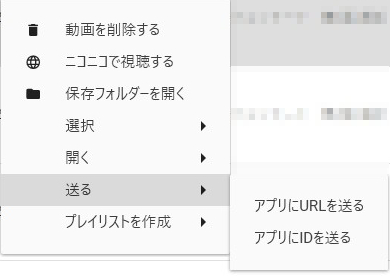 動画を削除する
ニコニコで視聴する
保存フォルダーを開く
選択
開く
送る
プレイリストを作成
アプリにURLを送る
アプリにIDを送る